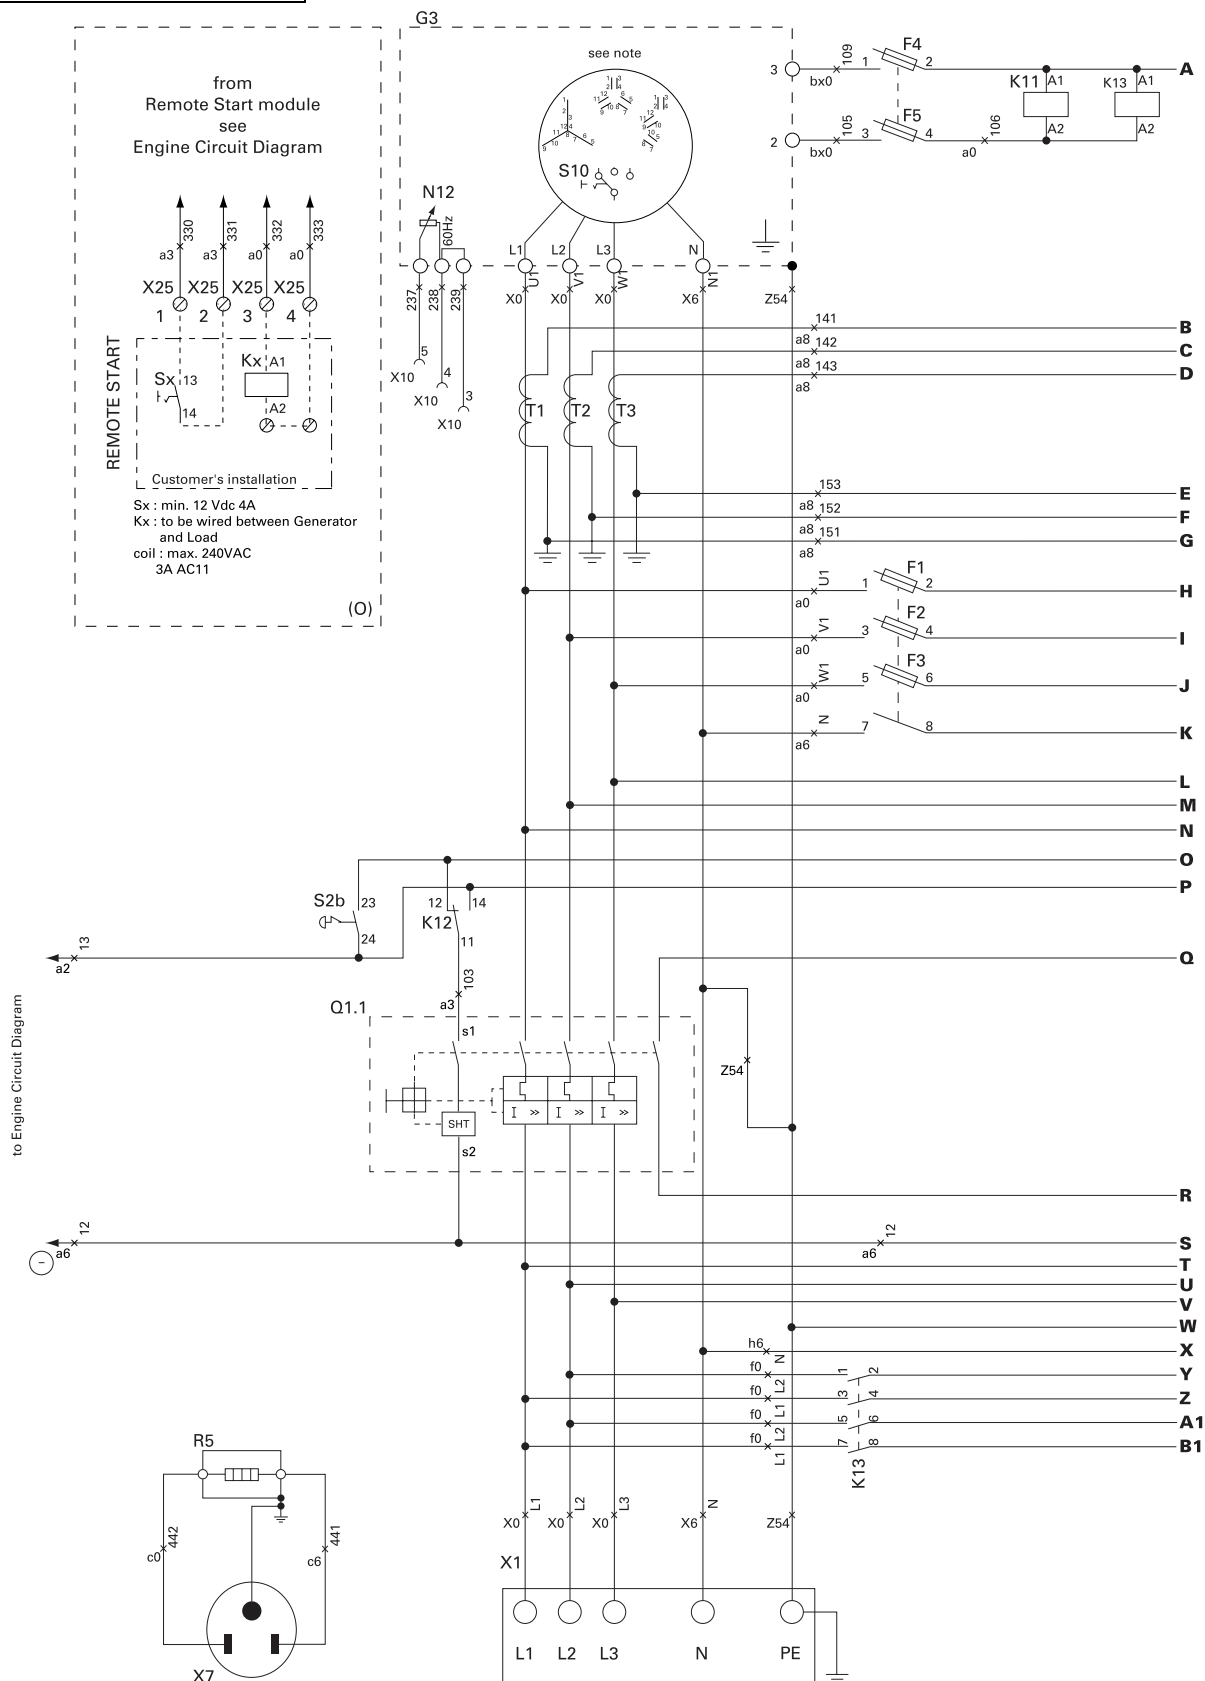 G3
see note
from
Remote Start module
see
Engine Circuit Diagram
330
331
332
333
a3
a3
a0
a0
X25
X25
X25
X25
1
2
3
4
REMOTE START
Sx
13
14
Kx
A1
A2
Customer's installation
Sx : min. 12 Vdc 4A
Kx : to be wired between Generator
and Load
coil : max. 240VAC
3A AC11
(O)
S10
N12
60Hz
L1
L2
L3
N
U1
V1
W1
N1
X0
X0
X0
X6
Z54
237
238
239
5
4
3
X10
X10
X10
3
bx0
109
1
F4
2
K11
A1
A2
K13
A1
A2
A
2
bx0
105
3
F5
4
106
a0
141
a8
B
142
a8
C
143
a8
D
T1
T2
T3
153
a8
E
152
a8
F
151
a8
G
U1
a0
1
F1
2
H
V1
a0
3
F2
4
I
W1
a0
5
F3
6
J
N
a6
7
8
K
L
M
N
O
P
S2b
23
24
12
14
K12
11
13
a2
103
a3
Q
to Engine Circuit Diagram
Q1.1
s1
SHT
s2
I >>
I >>
I >>
Z54
R
12
a6
−
12
a6
S
T
U
V
W
h6
N
X
f0
L2
1
2
Y
f0
L1
3
4
Z
f0
L2
5
6
A1
f0
L1
7
8
B1
K13
R5
442
c0
441
c6
X7
L1
L2
L3
N
X0
X0
X0
X6
Z54
X1
L1
L2
L3
N
PE